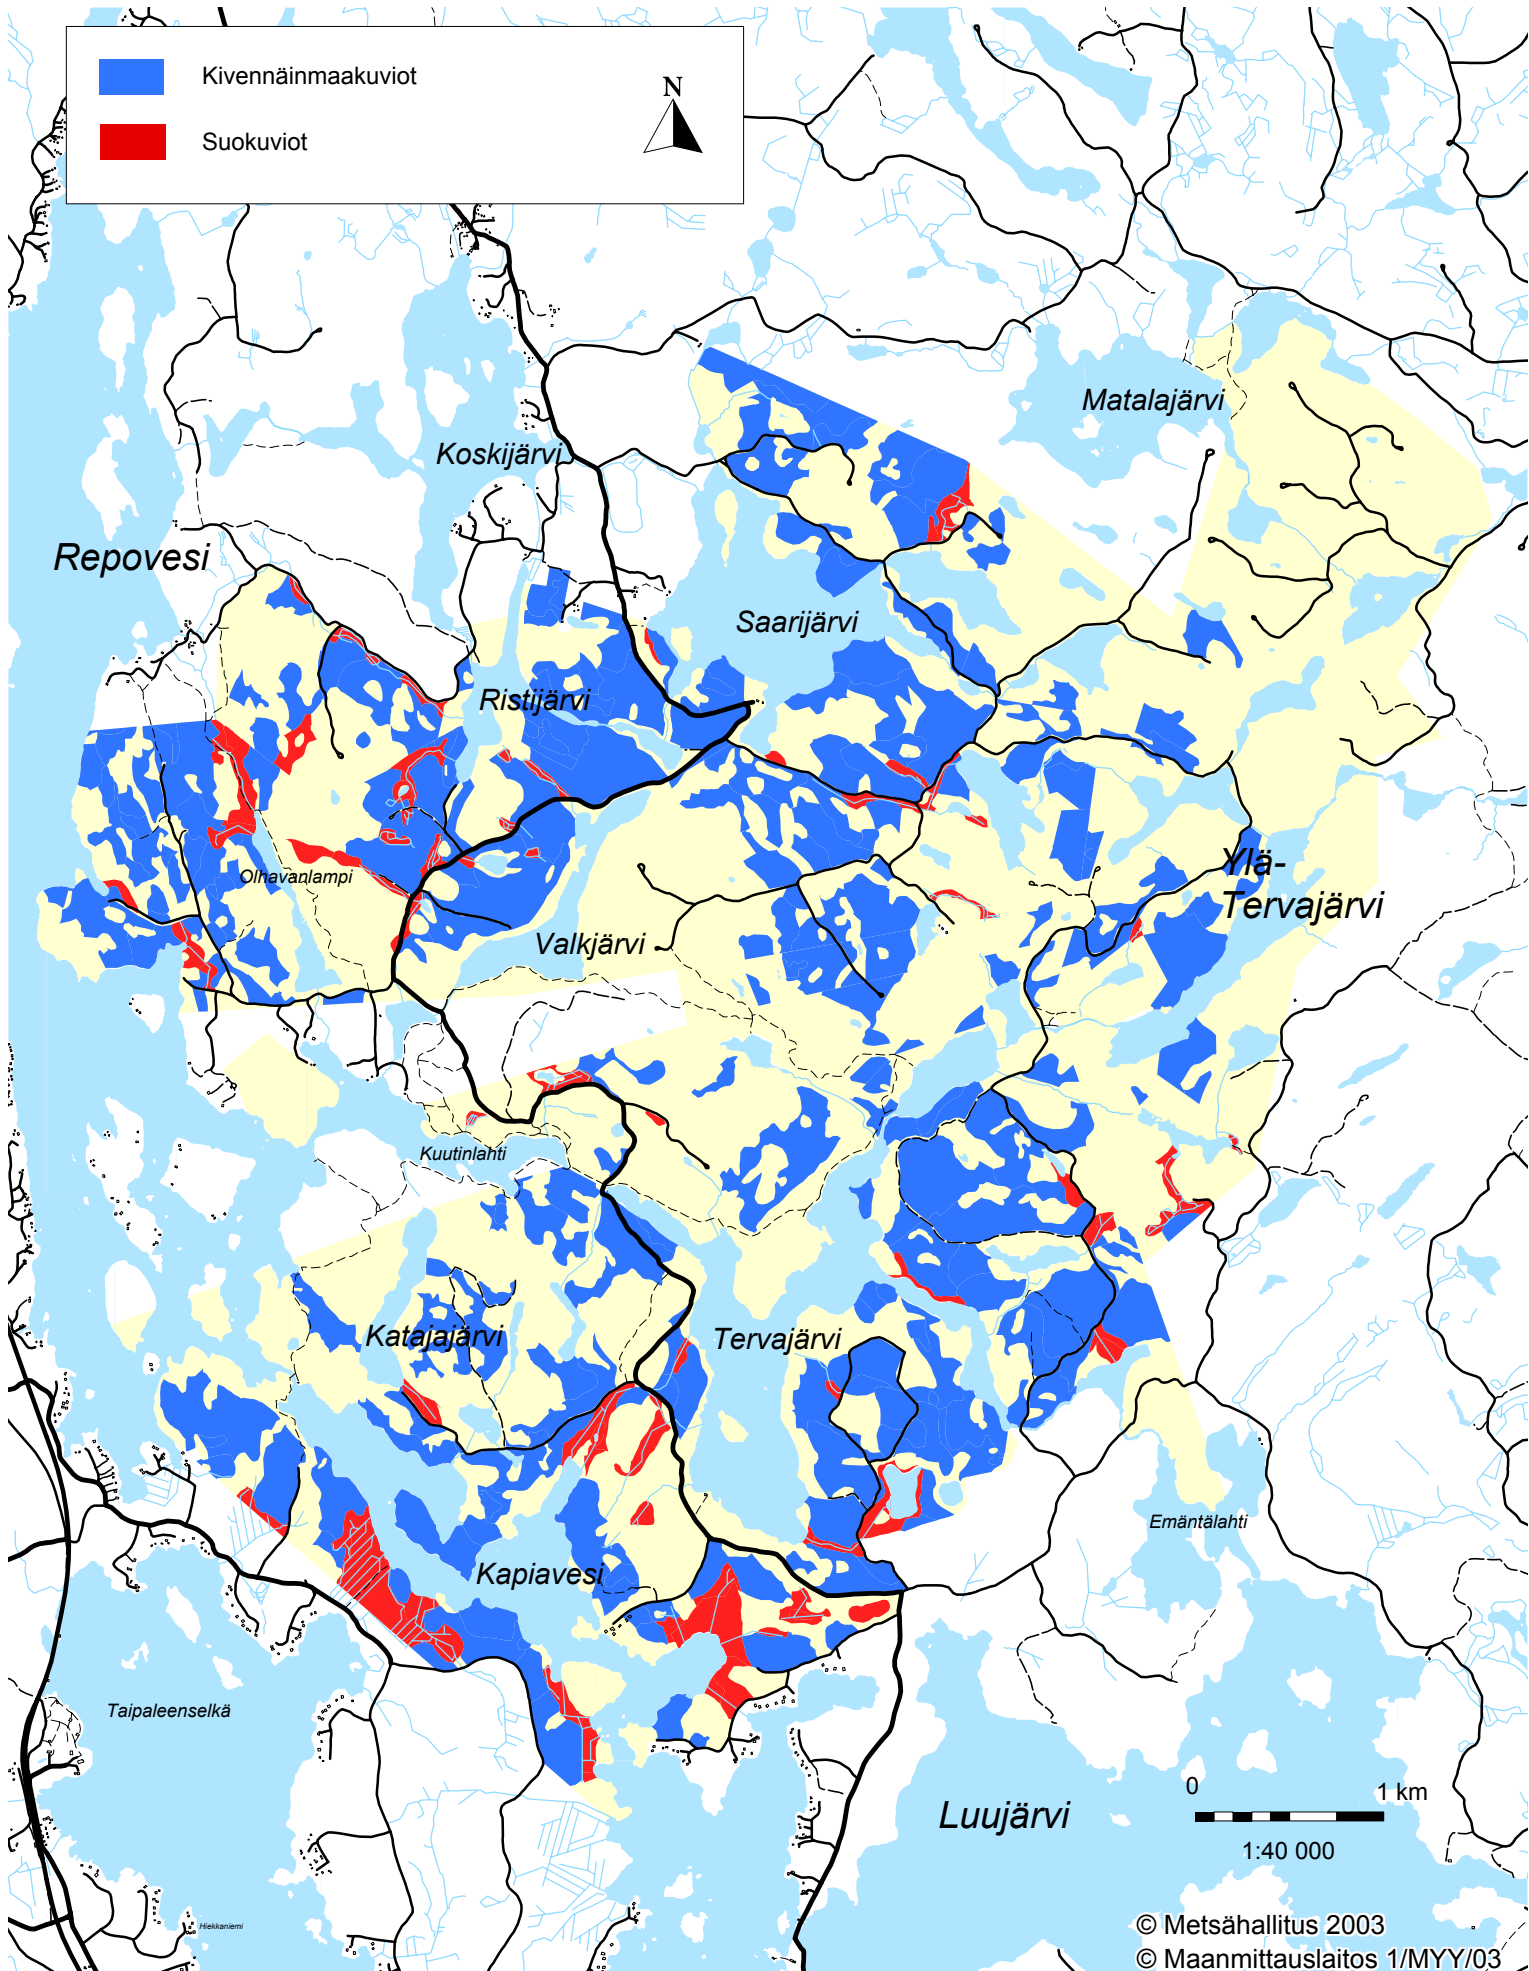 Kivennäinmaakuviot
N
Suokuviot
Matalajärvi
Koskijärvi
Repovesi
Saarijärvi
Ristijärvi
Olhavanlampi
Ylä-
Tervajärvi
Valkjärvi
Kuutinlahti
Katajajärvi
Tervajärvi
Emäntälahti
Kapiavesi
Taipaleenselkä
0 1 km
Luujärvi
1:40 000
Hiekkaniemi
© Metsähallitus 2003
© Maanmittauslaitos 1/MYY/03